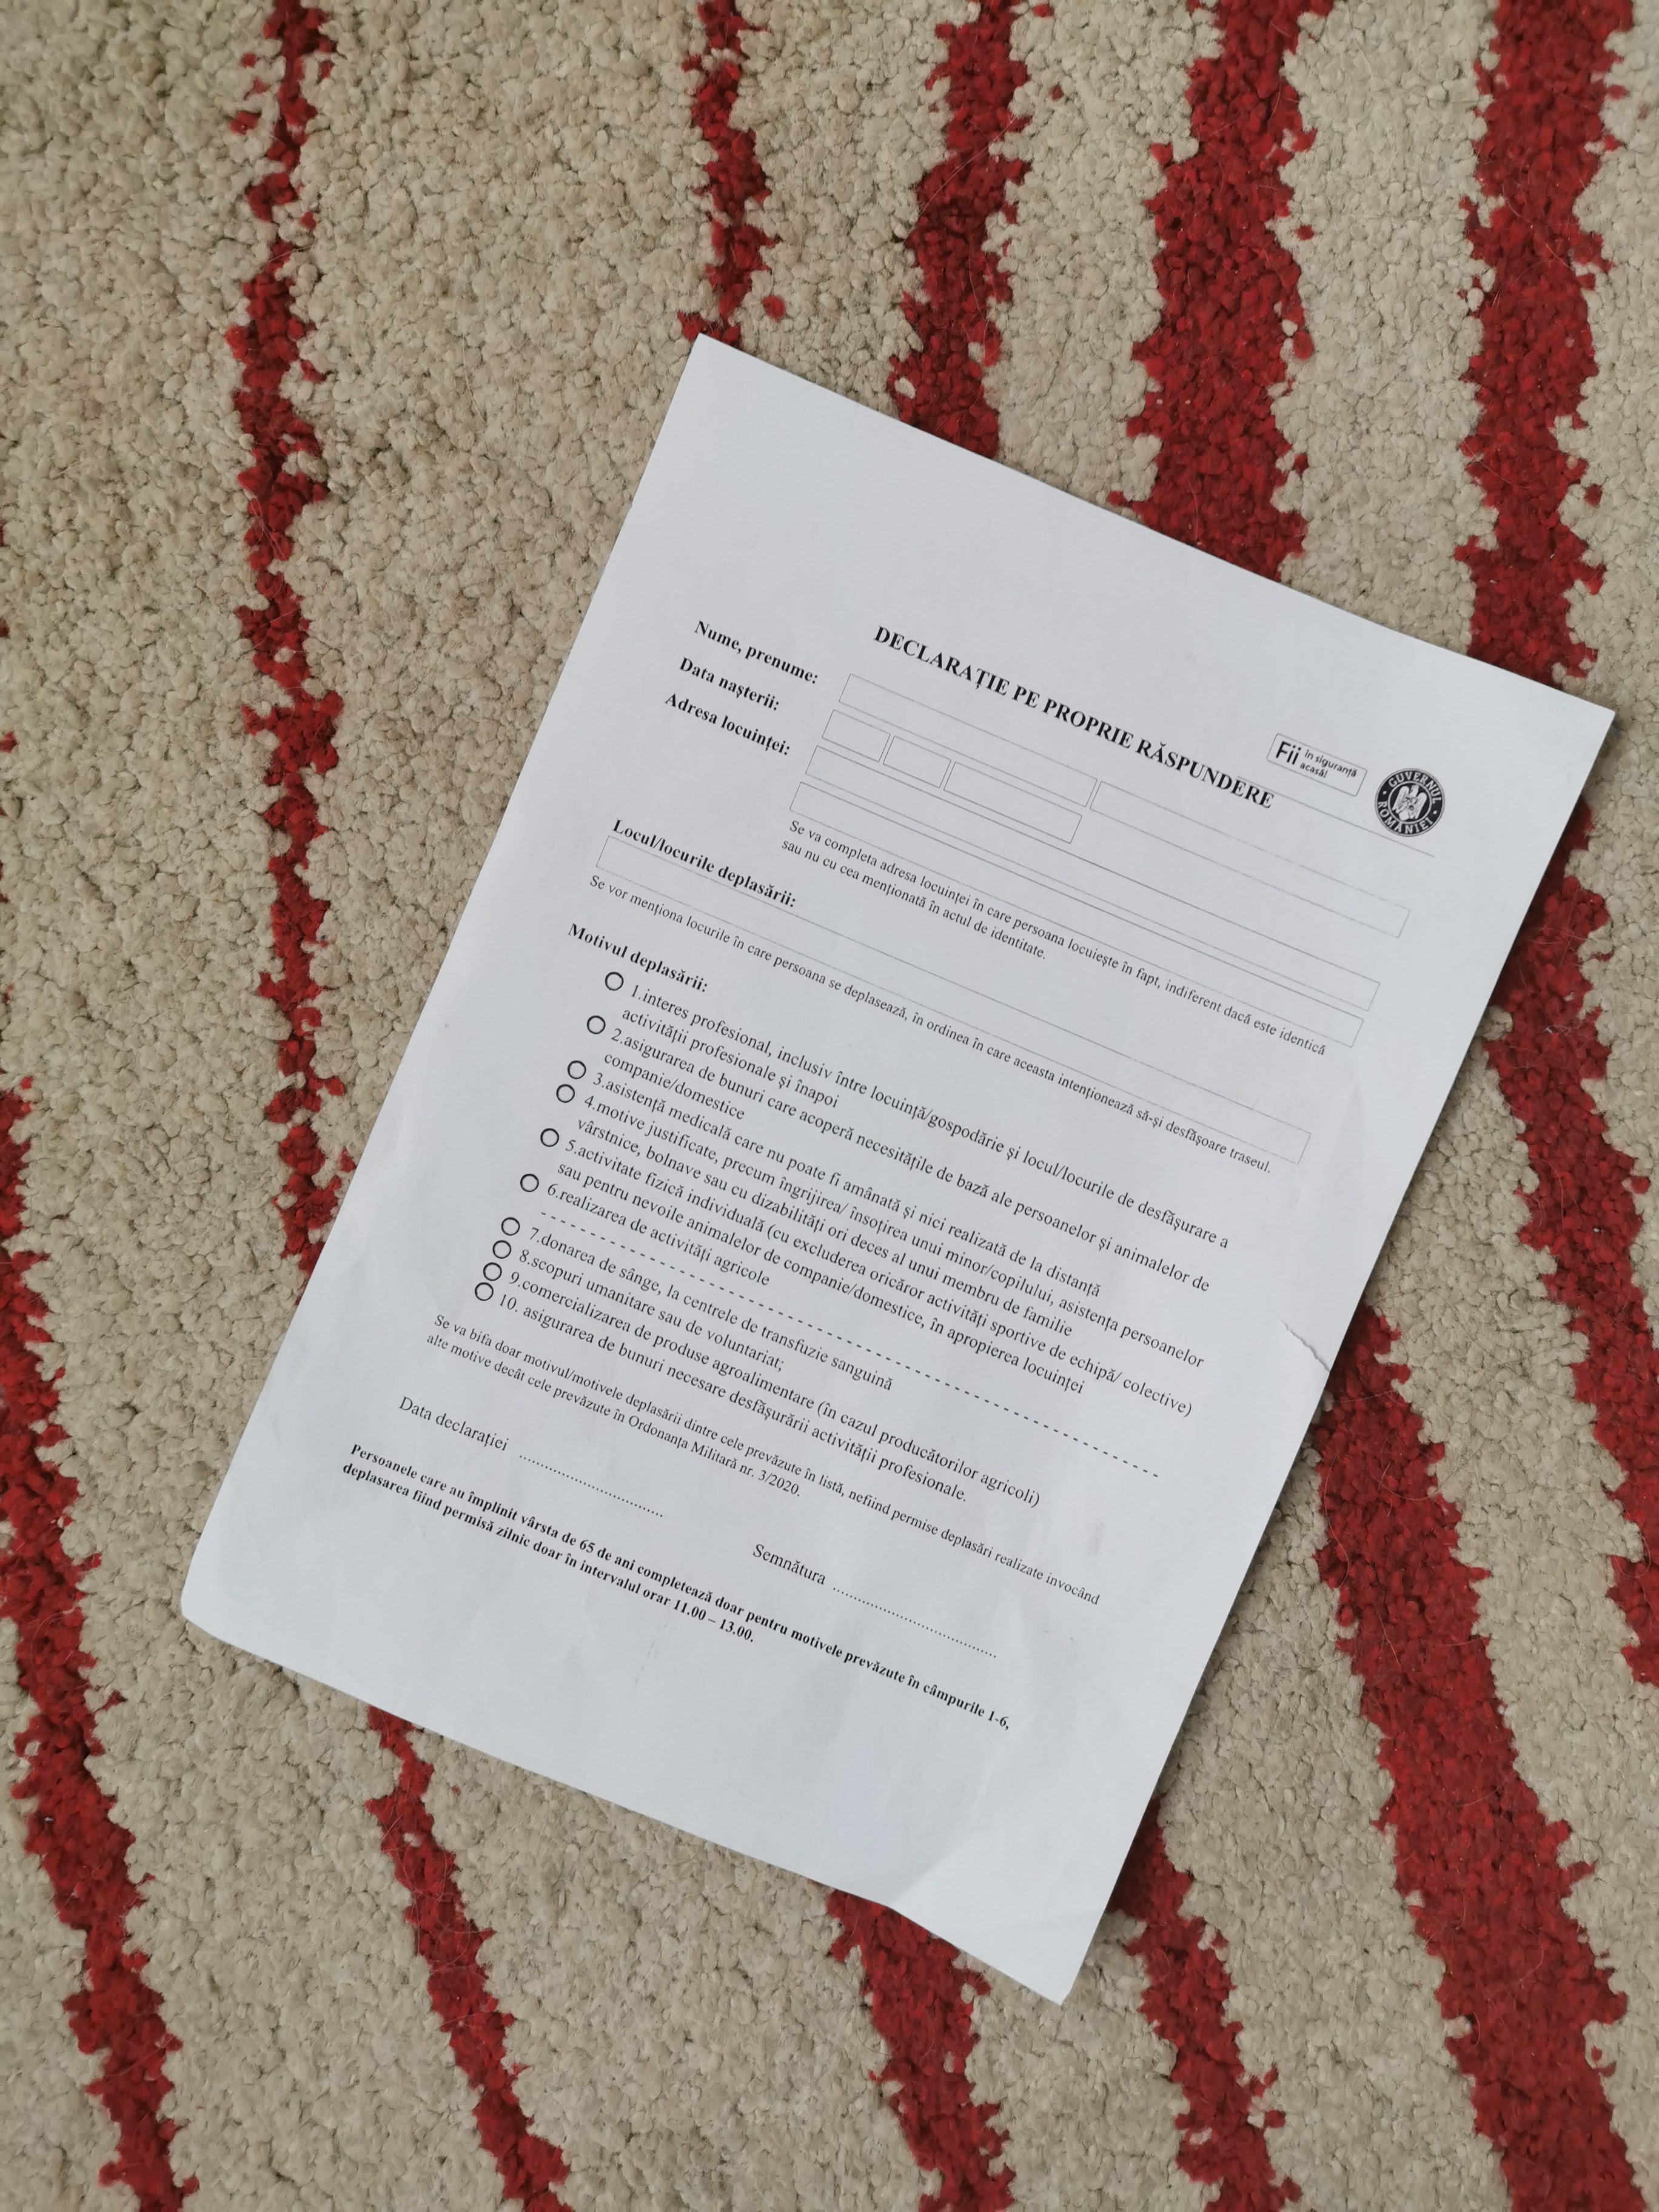 DECLARAȚIE PE PROPRIE RĂSPUNDERE
Fii în siguranță
acasă!
GUVERNUL ROMÂNIEI
Nume, prenume:
Data nașterii:
Adresa locuinței:
Se va completa adresa locuinței în care persoana locuiește în fapt, indiferent dacă este identică
sau nu cu cea menționată în actul de identitate.
Locul/locurile deplasării:
Se vor menționa locurile în care persoana se deplasează, în ordinea în care aceasta intenționează să-și desfășoare traseul.
Motivul deplasării:
1.interes profesional, inclusiv între locuință/gospodărie și locul/locurile de desfășurare a
activității profesionale și înapoi
2.asigurarea de bunuri care acoperă necesitățile de bază ale persoanelor și animalelor de
companie/domestice
3.asistență medicală care nu poate fi amânată și nici realizată de la distanță
4.motive justificate, precum îngrijirea/ însoțirea unui minor/copilului, asistența persoanelor
vârstnice, bolnave sau cu dizabilități ori deces al unui membru de familie
5.activitate fizică individuală (cu excluderea oricăror activități sportive de echipă/ colective)
sau pentru nevoile animalelor de companie/domestice, în apropierea locuinței
6.realizarea de activități agricole
7.donarea de sânge, la centrele de transfuzie sanguină
8.scopuri umanitare sau de voluntariat;
9.comercializarea de produse agroalimentare (în cazul producătorilor agricoli)
10. asigurarea de bunuri necesare desfășurării activității profesionale.
Se va bifa doar motivul/motivele deplasării dintre cele prevăzute în listă, nefiind permise deplasări realizate invocând
alte motive decât cele prevăzute în Ordonanța Militară nr. 3/2020.
Data declarației ................................
Semnătura ....................................
Persoanele care au împlinit vârsta de 65 de ani completează doar pentru motivele prevăzute în câmpurile 1-6,
deplasarea fiind permisă zilnic doar în intervalul orar 11.00 – 13.00.